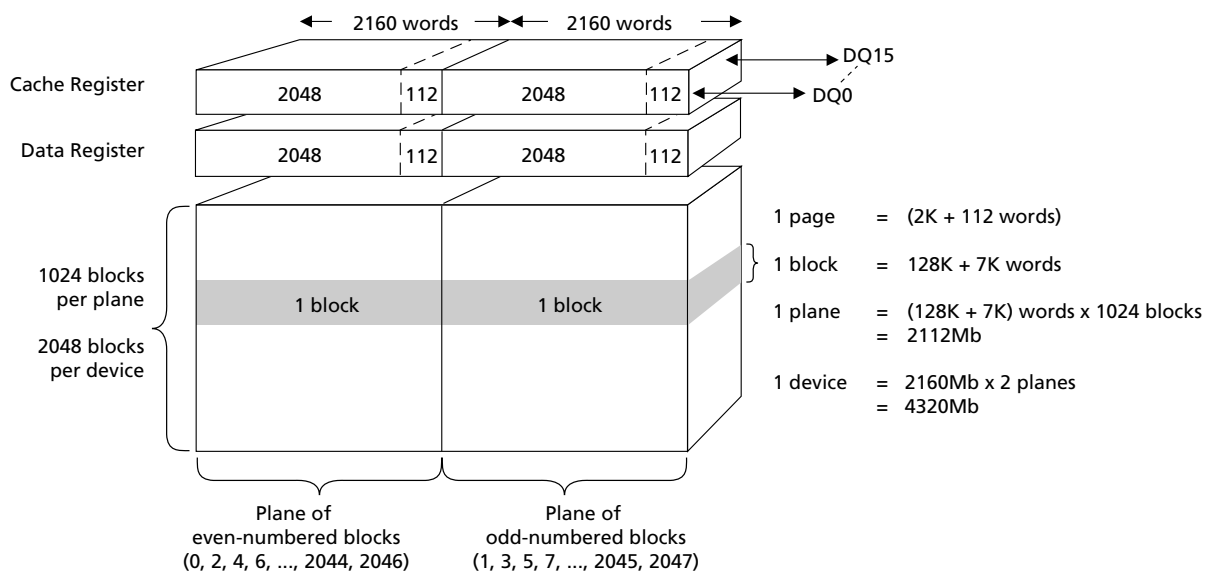 2160 words 2160 words
DQ15
DQ0
Cache Register 2048 112 2048 112
Data Register 2048 112 2048 112
1024 blocks
per plane
2048 blocks
per device
1 block 1 block
1 page = (2K + 112 words)
1 block = 128K + 7K words
1 plane = (128K + 7K) words x 1024 blocks
= 2112Mb
1 device = 2160Mb x 2 planes
= 4320Mb
Plane of
even-numbered blocks
(0, 2, 4, 6, ..., 2044, 2046)
Plane of
odd-numbered blocks
(1, 3, 5, 7, ..., 2045, 2047)